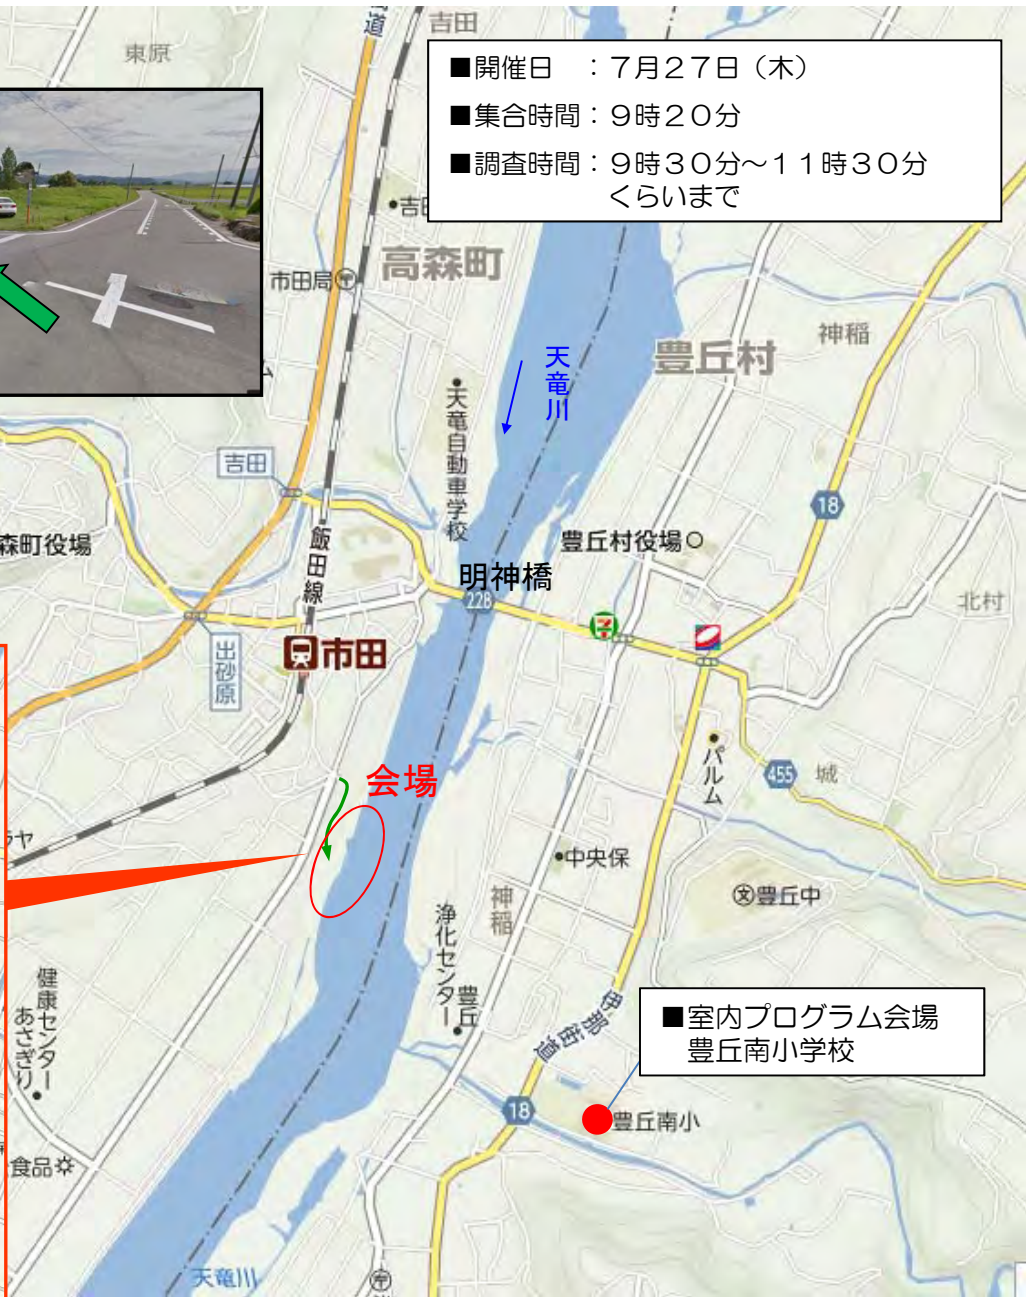 街道
吉田
東原
■開催日　：７月２７日（木）
■集合時間：９時２０分
■調査時間：９時３０分～１１時３０分
くらいまで
市田局
高森町
豊丘村
神稲
天竜川
天竜自動車学校
吉田
18
森町役場
飯田線
豊丘村役場
明神橋
228
北村
出砂原
市田
パルム
455
城
会場
ラヤ
中央保
豊丘中
神稲
浄化センター
豊丘
健康センター
あさぎり
伊那街道
■室内プログラム会場
豊丘南小学校
18
豊丘南小
食品
天竜川